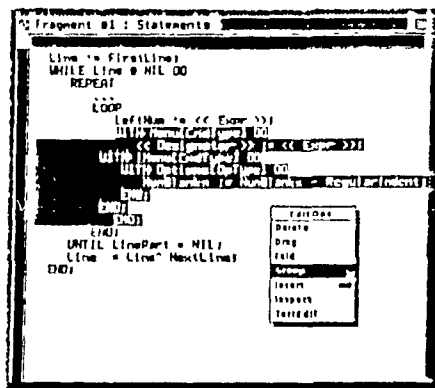 Fragment #1 : Statements
Line := FirstLine;
WHILE Line # NIL DO
REPEAT
...
LOOP
LeftNum := << Expr >>;
WITH Menu[CmdType] DO
<< Designator >> := << Expr >>;
WITH Menu[CmdType] DO
WITH Options[OpType] DO
NumBlanks := NumBlanks - RegularIndent;
END;
END;
END;
END;
UNTIL LinePart = NIL;
Line := Line^ NextLine;
END;
EditOps
Delete
Drag
Fold
Group
Insert
Inspect
TextEdit